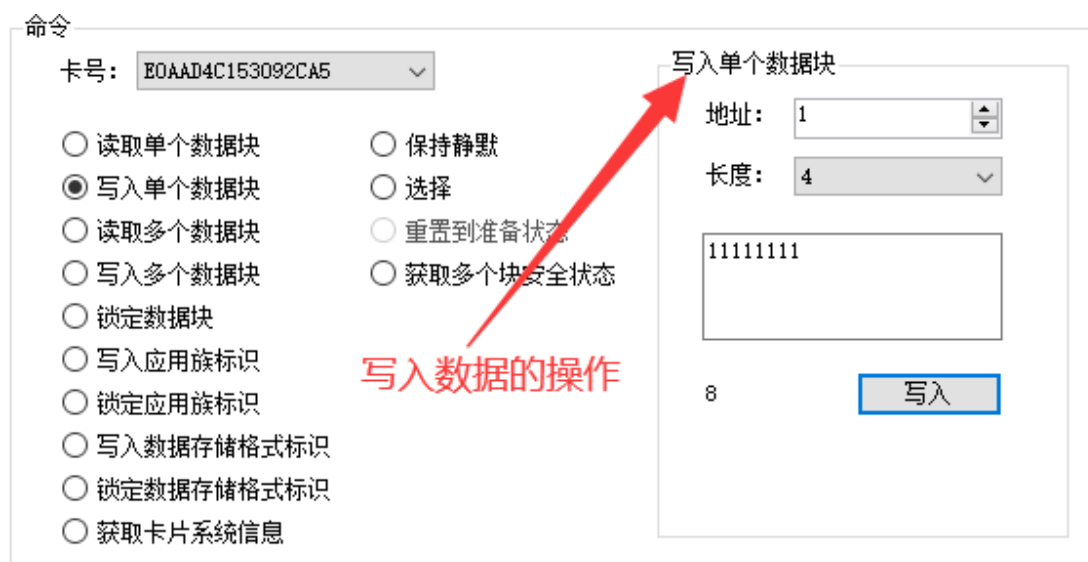 命令
卡号： E0AAD4C153092CA5
读取单个数据块
写入单个数据块
读取多个数据块
写入多个数据块
锁定数据块
写入应用族标识
锁定应用族标识
写入数据存储格式标识
锁定数据存储格式标识
获取卡片系统信息
保持静默
选择
重置到准备状态
获取多个块安全状态
写入数据的操作
写入单个数据块
地址： 1
长度： 4
11111111
8 写入